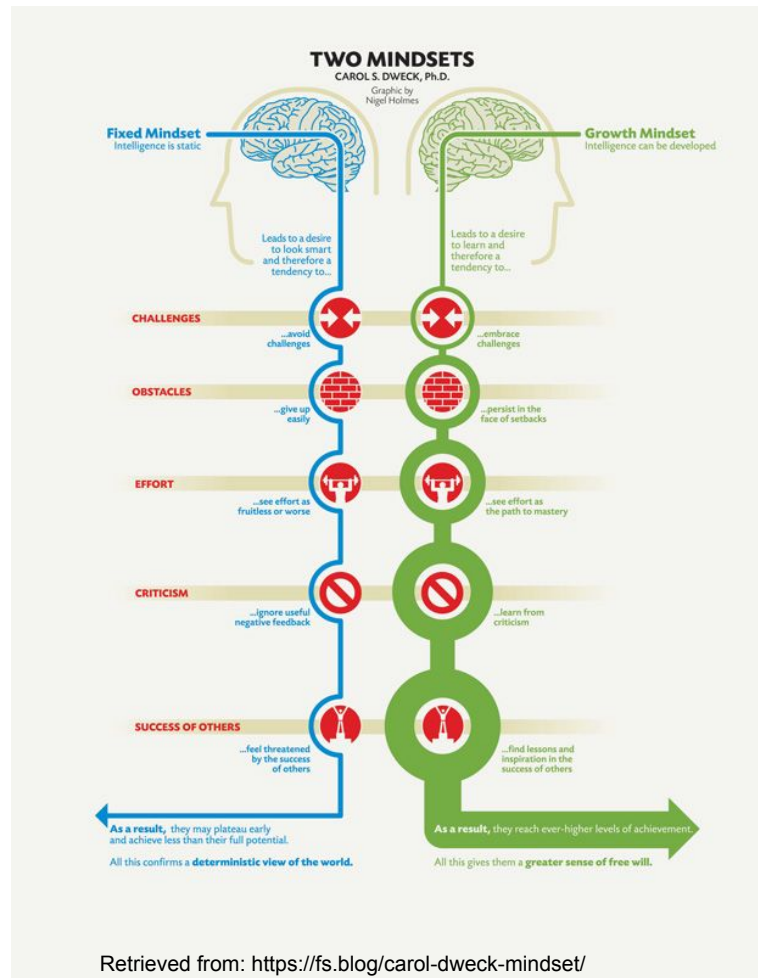 TWO MINDSETS
CAROL S. DWECK, Ph.D.
Graphic by
Nigel Holmes
Fixed Mindset
Intelligence is static
Growth Mindset
Intelligence can be developed
Leads to a desire
to look smart
and therefore a
tendency to...
Leads to a desire
to learn and
therefore a
tendency to...
CHALLENGES
...avoid
challenges
...embrace
challenges
OBSTACLES
...give up
easily
...persist in the
face of setbacks
EFFORT
...see effort as
fruitless or worse
...see effort as
the path to mastery
CRITICISM
...ignore useful
negative feedback
...learn from
criticism
SUCCESS OF OTHERS
...feel threatened
by the success
of others
...find lessons and
inspiration in the
success of others
As a result, they may plateau early
and achieve less than their full potential.
All this confirms a deterministic view of the world.
As a result, they reach ever-higher levels of achievement.
All this gives them a greater sense of free will.
Retrieved from: https://fs.blog/carol-dweck-mindset/